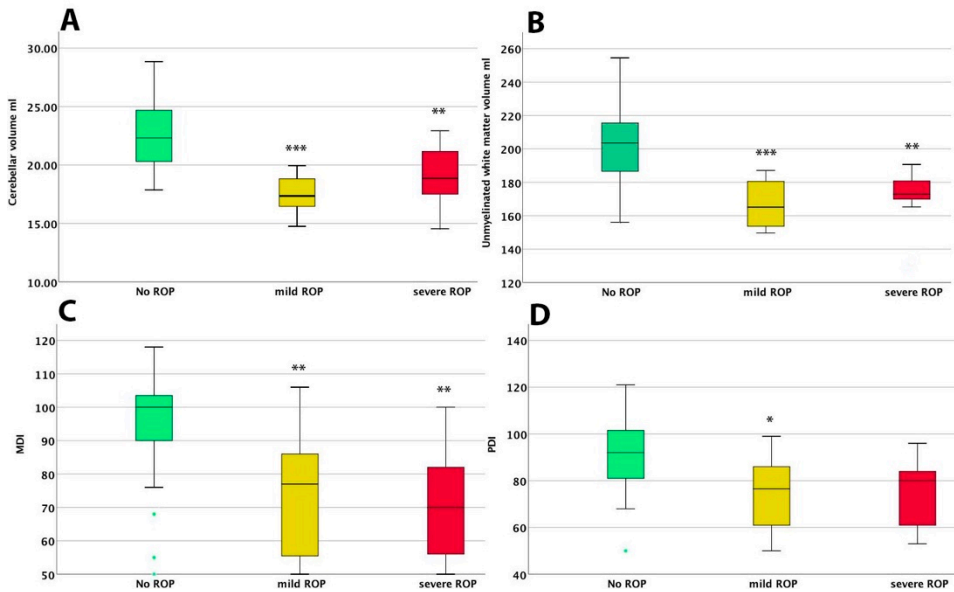 A
B
30.00
25.00
20.00
15.00
10.00
Cerebellar volume ml
***
**
No ROP
mild ROP
severe ROP
260
240
220
200
180
160
140
120
Unmyelinated white matter volume ml
***
**
No ROP
mild ROP
severe ROP
C
D
120
110
100
90
80
70
60
50
MDI
**
**
No ROP
mild ROP
severe ROP
140
120
100
80
60
40
PDI
*
No ROP
mild ROP
severe ROP